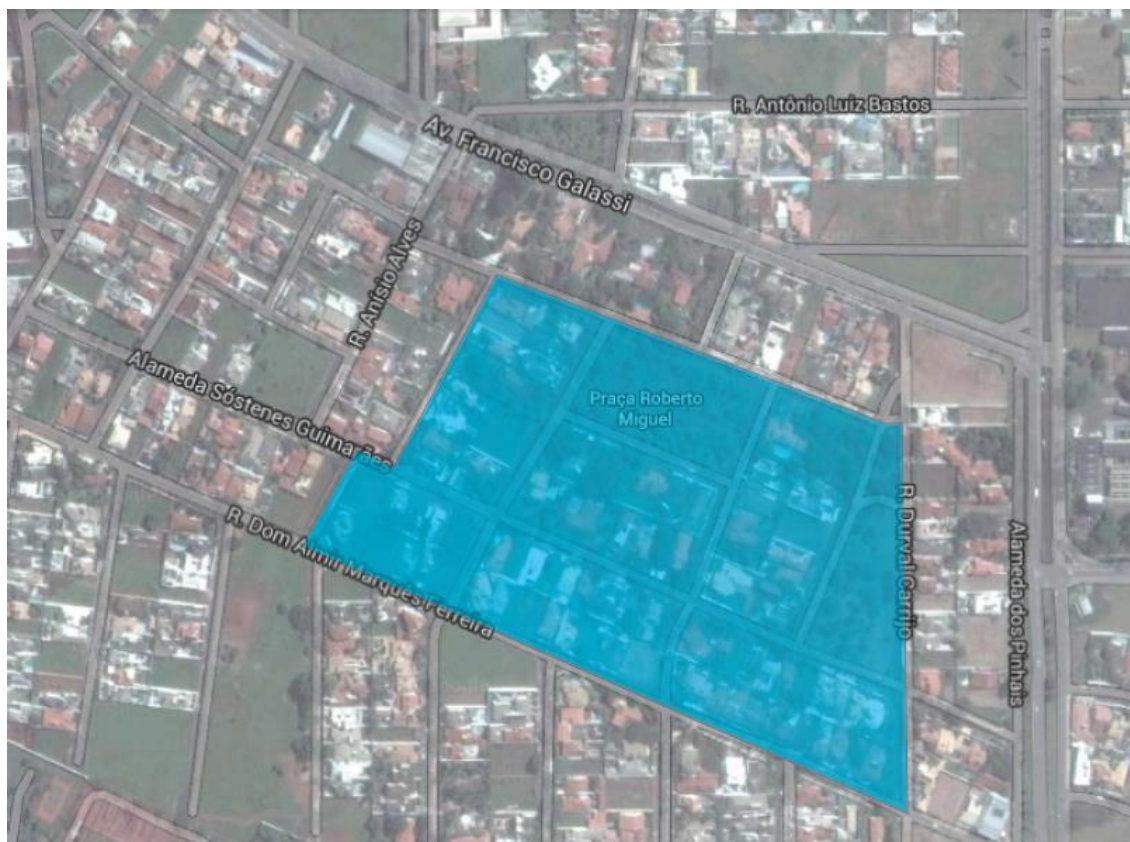 R. Antônio Luiz Bastos
Av. Francisco Galassi
R. Anisio Alves
Alameda Sóstenes Guimarães
Praça Roberto
Miguel
R. Dom Almir Marques Ferreira
R. Durval Carrijo
Alameda dos Pinhais